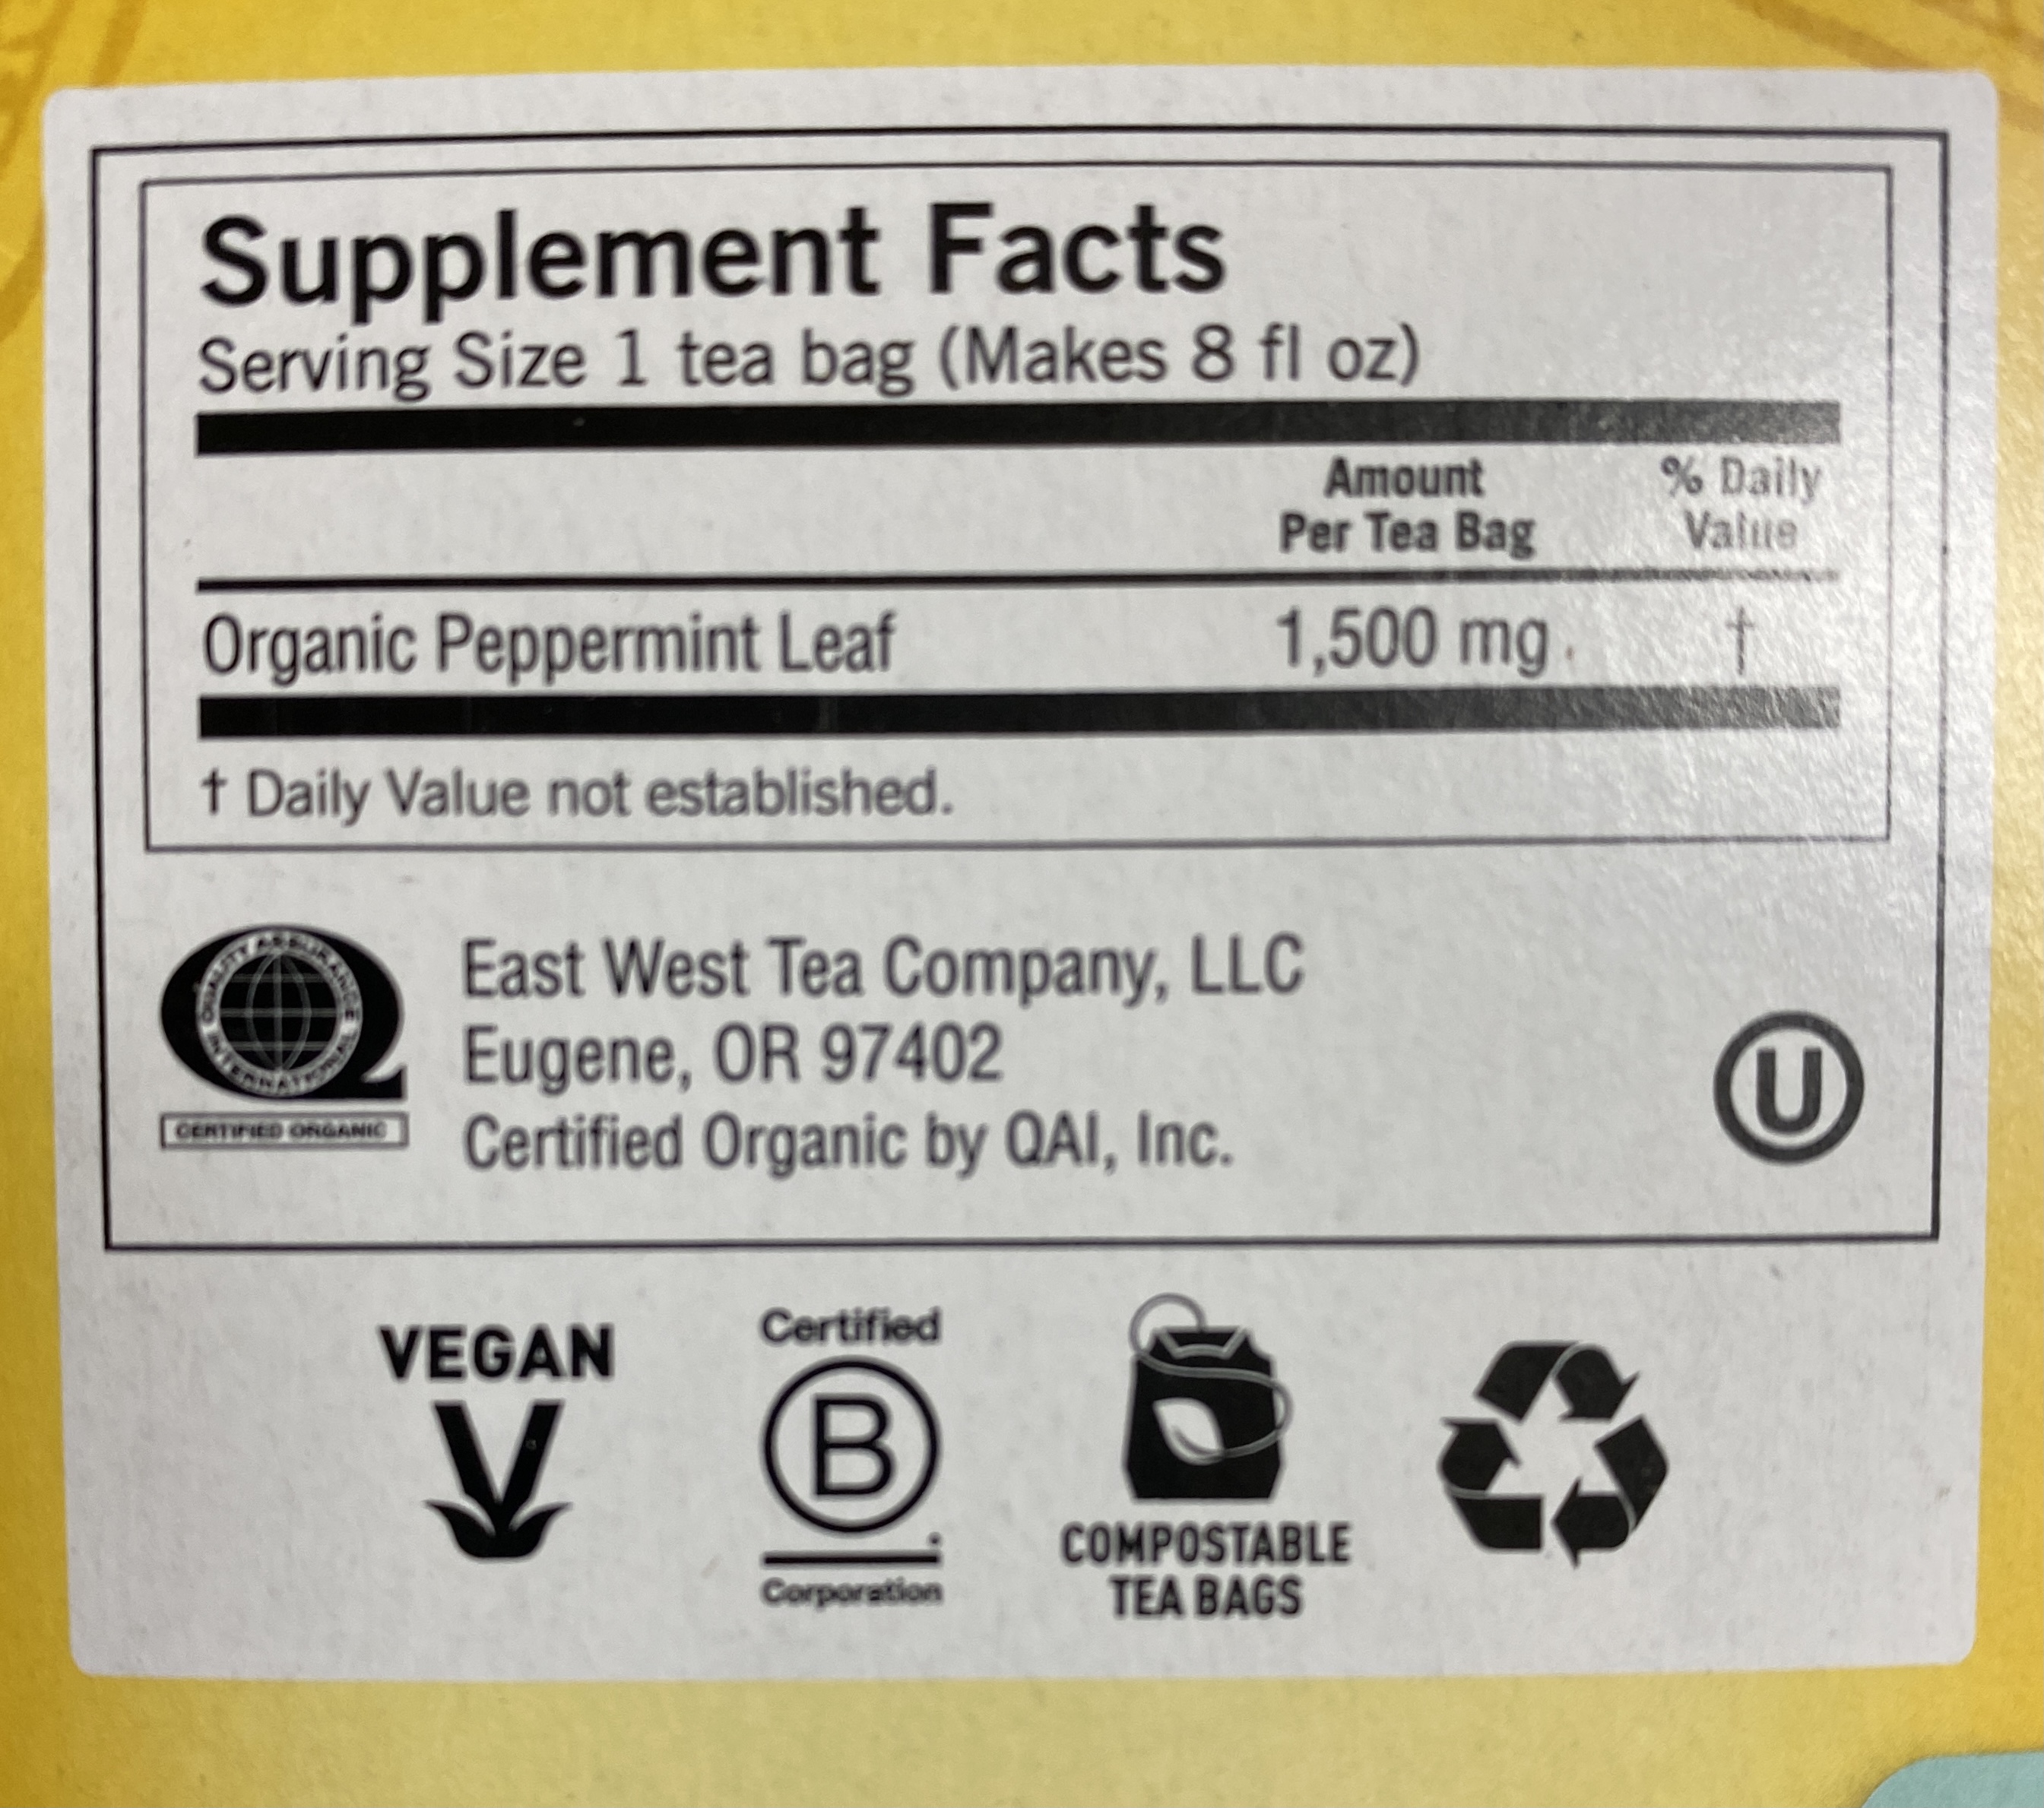 Supplement Facts
Serving Size 1 tea bag (Makes 8 fl oz)
Amount Per Tea Bag
% Daily Value
Organic Peppermint Leaf 1,500 mg †
† Daily Value not established.
QUALITY ASSURANCE INTERNATIONAL
CERTIFIED ORGANIC
East West Tea Company, LLC
Eugene, OR 97402
Certified Organic by QAI, Inc.
U
VEGAN
V
Certified
B
Corporation
COMPOSTABLE
TEA BAGS